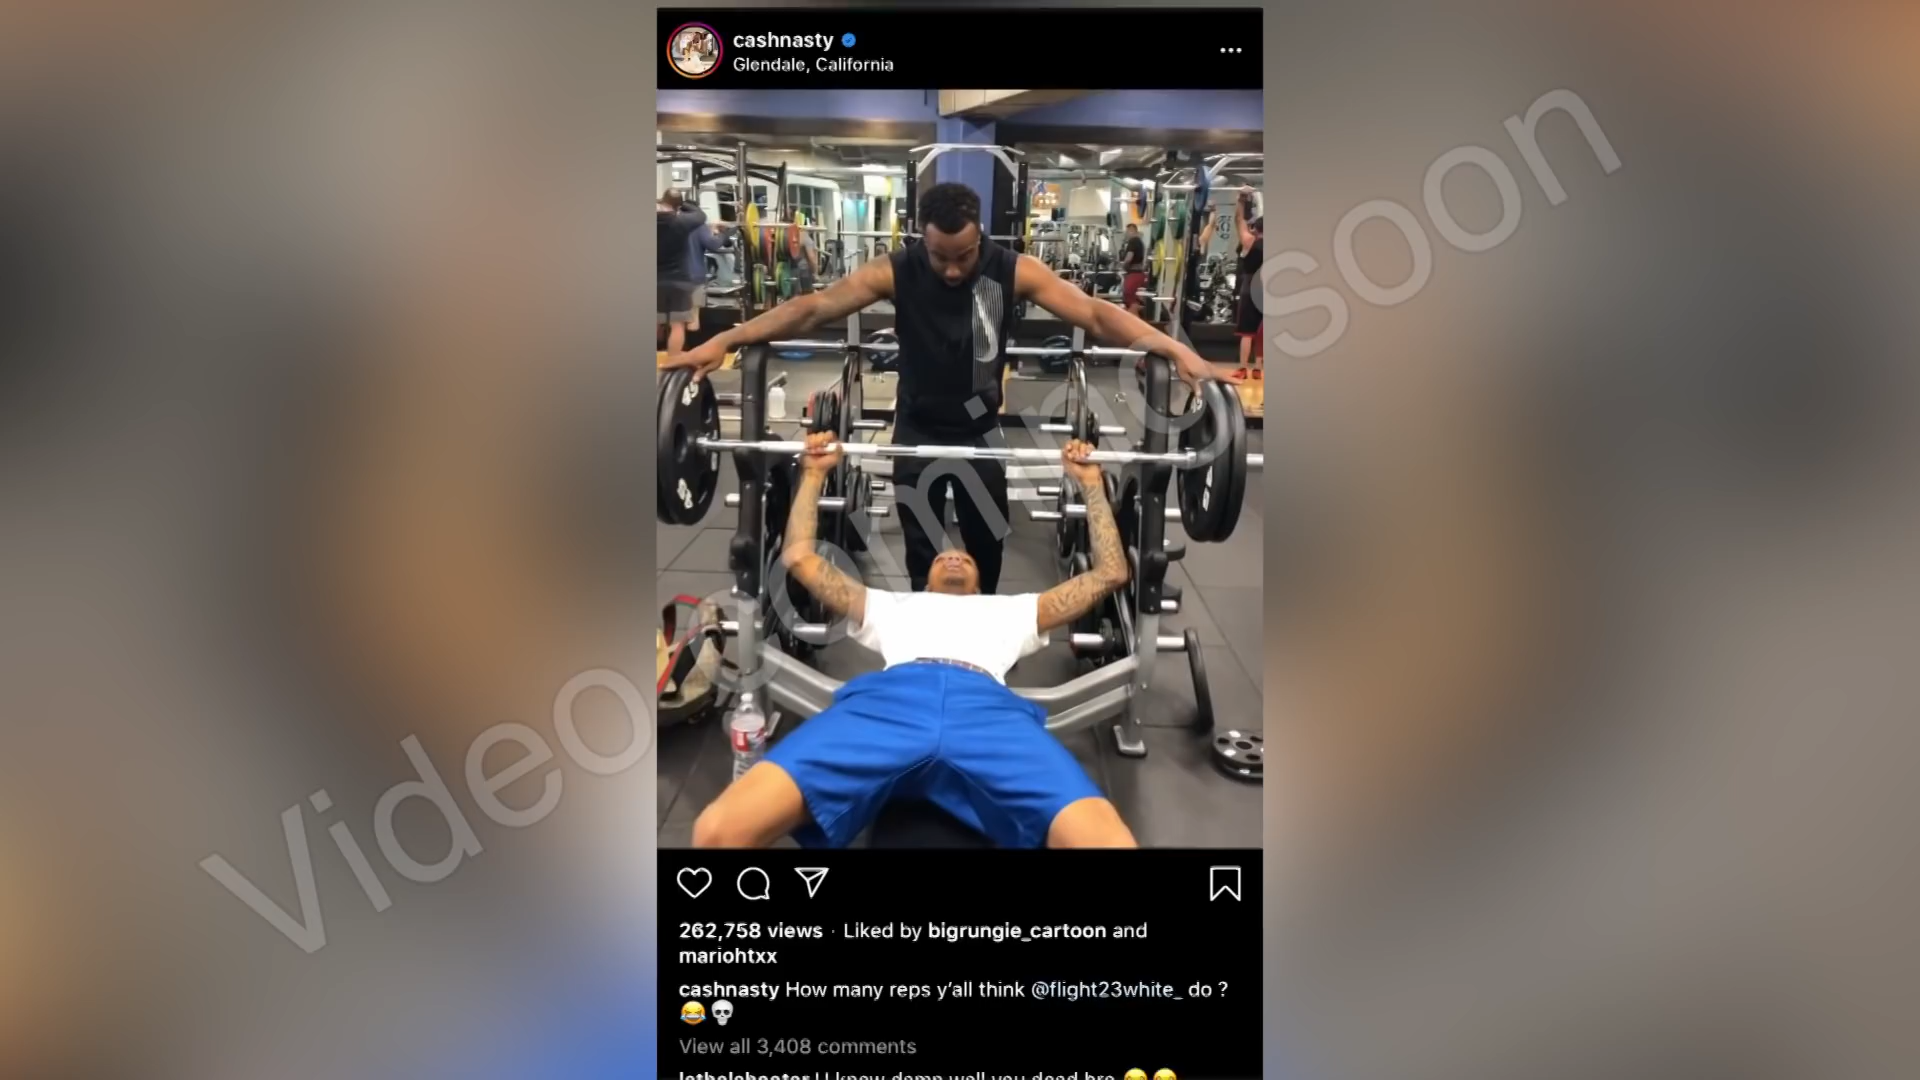 cashnasty
Glendale, California
Video coming soon
262,758 views · Liked by bigrungie_cartoon and
mariohtxx
cashnasty How many reps y’all think @flight23white_ do ?
😂💀
View all 3,408 comments